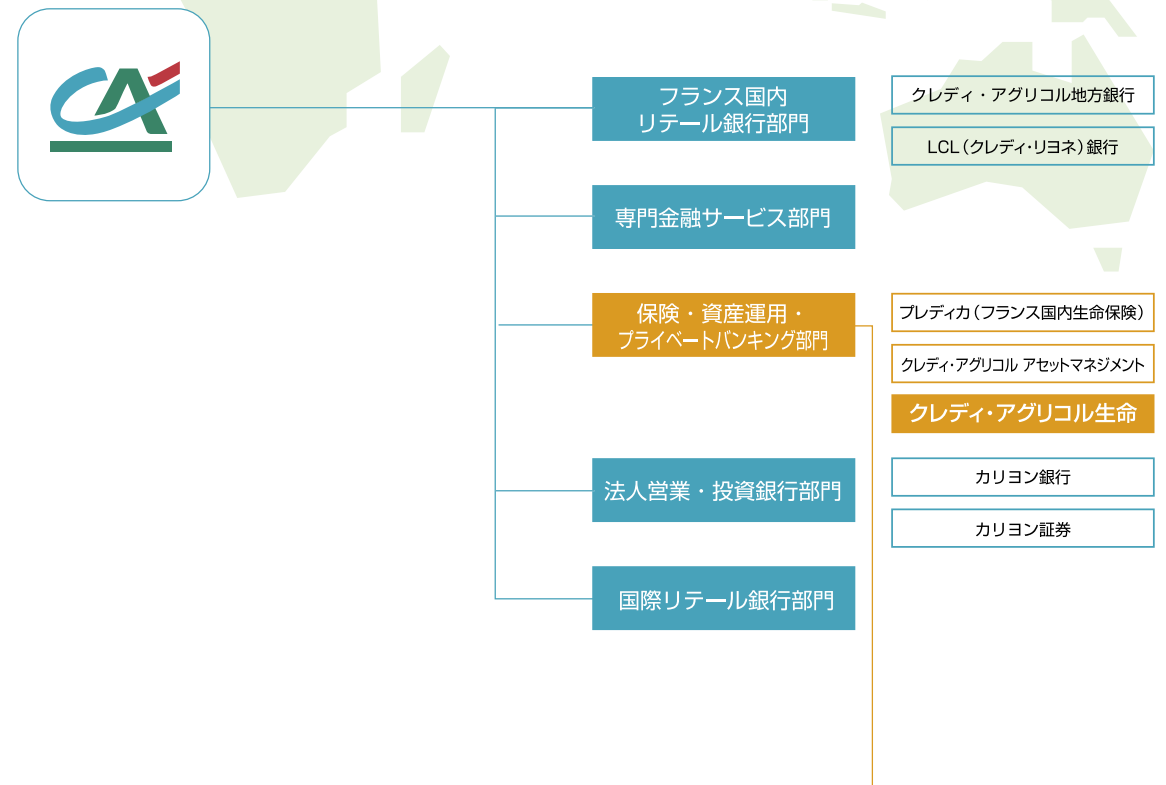 CA
フランス国内
リテール銀行部門
クレディ・アグリコル地方銀行
LCL(クレディ・リヨネ)銀行
専門金融サービス部門
保険・資産運用・
プライベートバンキング部門
プレディカ(フランス国内生命保険)
クレディ・アグリコル アセットマネジメント
クレディ・アグリコル生命
法人営業・投資銀行部門
カリヨン銀行
カリヨン証券
国際リテール銀行部門